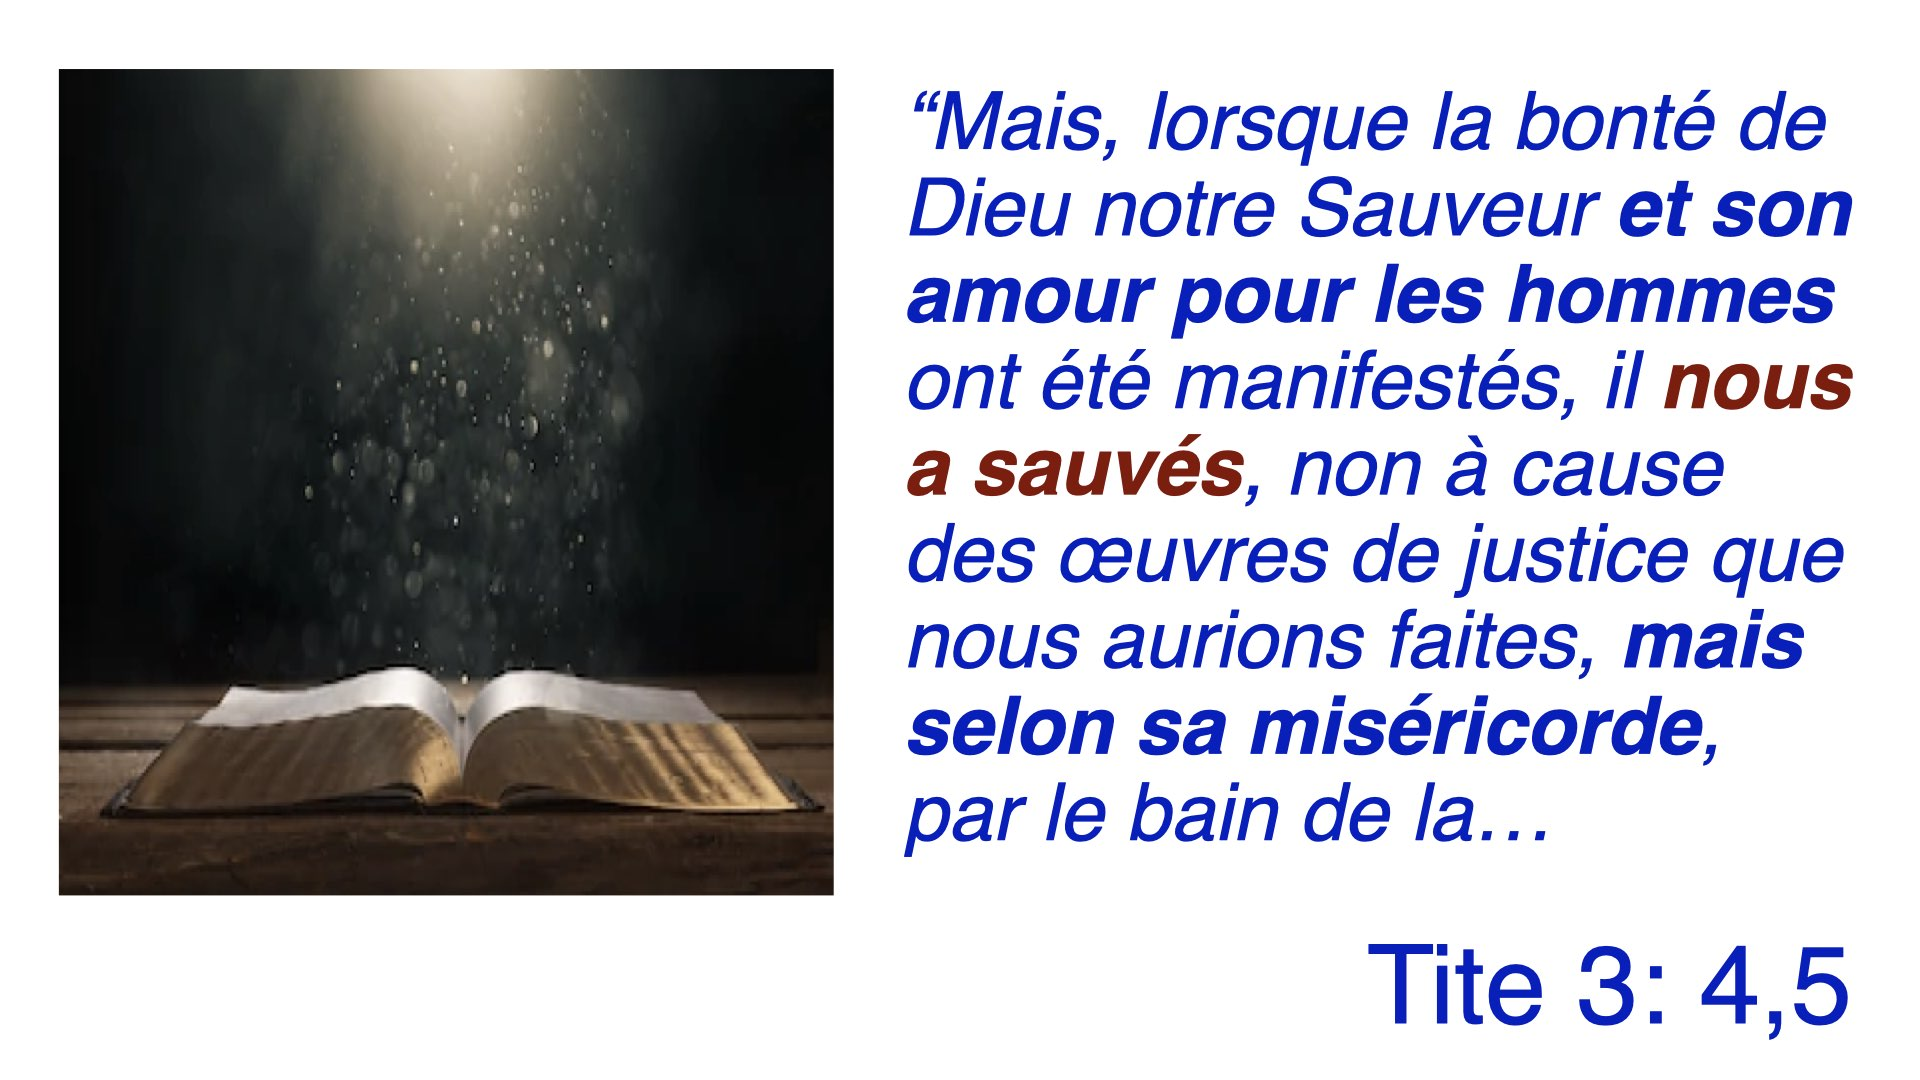 “Mais, lorsque la bonté de
Dieu notre Sauveur et son
amour pour les hommes
ont été manifestés, il nous
a sauvés, non à cause
des œuvres de justice que
nous aurions faites, mais
selon sa miséricorde,
par le bain de la…
Tite 3: 4,5